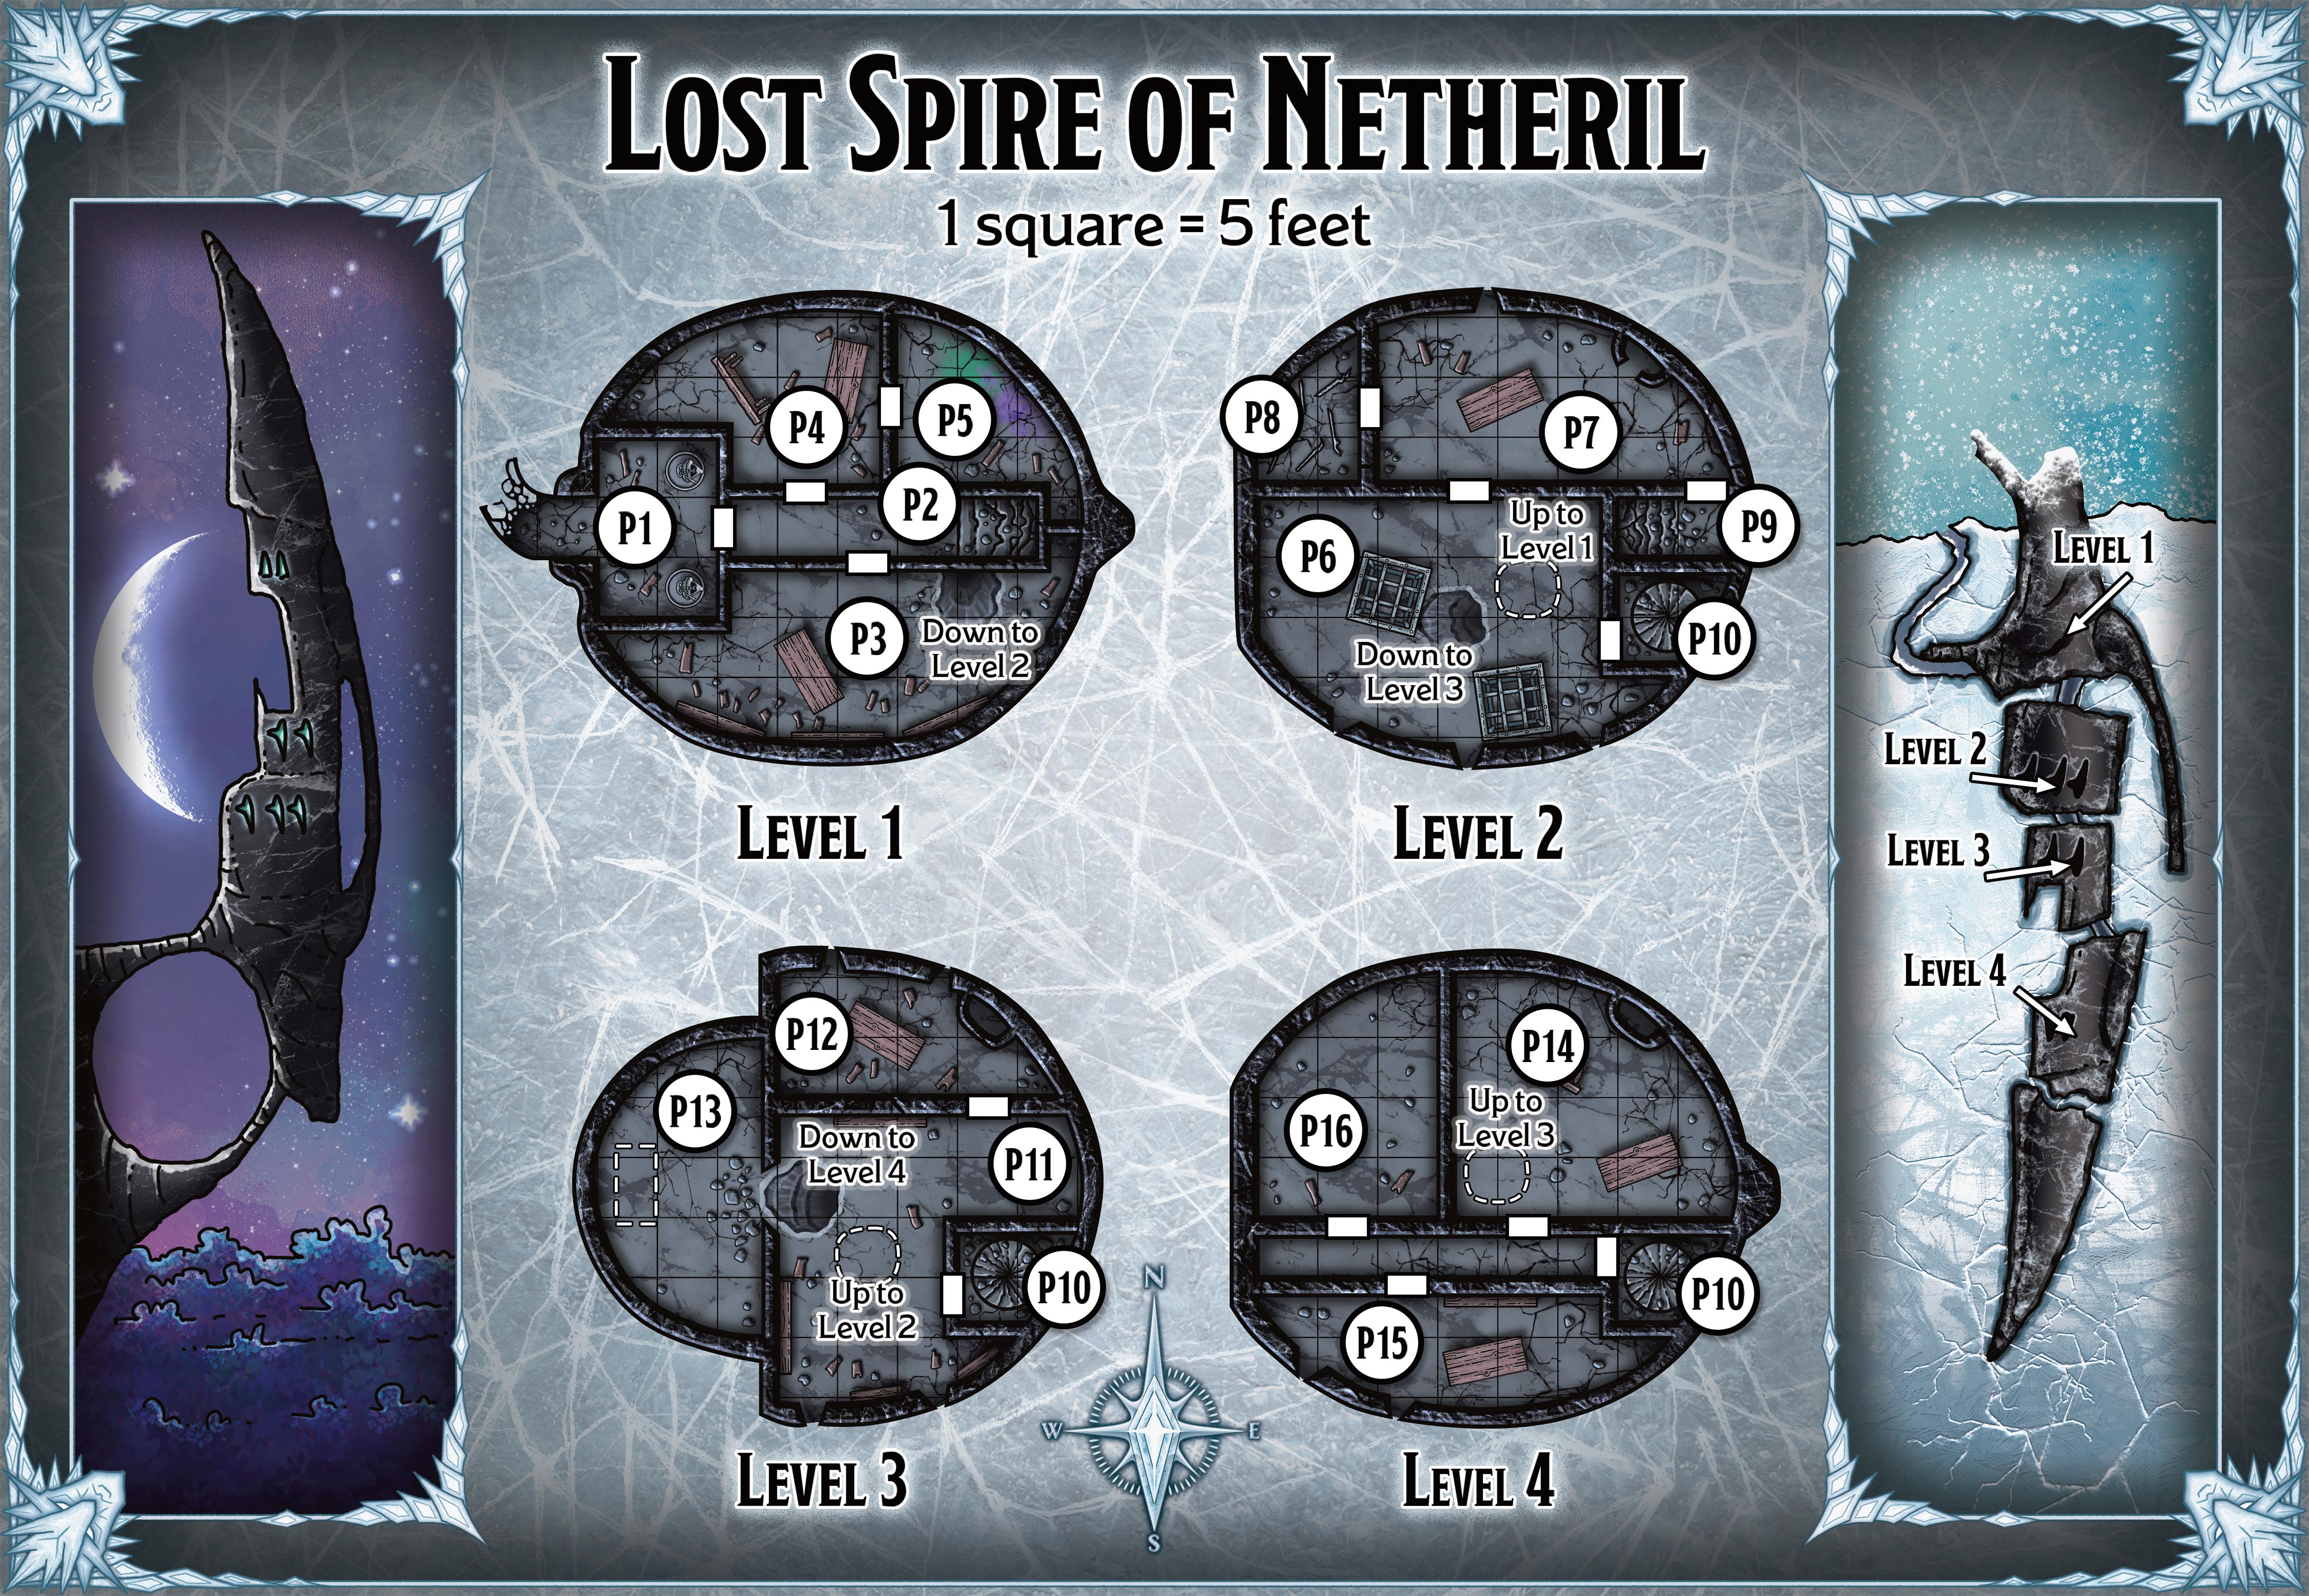 LOST SPIRE OF NETHERIL
1 square = 5 feet
P4
P5
P2
P1
P3
Down to
Level 2
LEVEL 1
P8
P7
Up to
Level 1
P9
P6
P10
Down to
Level 3
LEVEL 2
P12
P13
Down to
Level 4
P11
P10
Up to
Level 2
LEVEL 3
P14
P16
Up to
Level 3
P10
P15
LEVEL 4
N
W
E
S
LEVEL 1
LEVEL 2
LEVEL 3
LEVEL 4